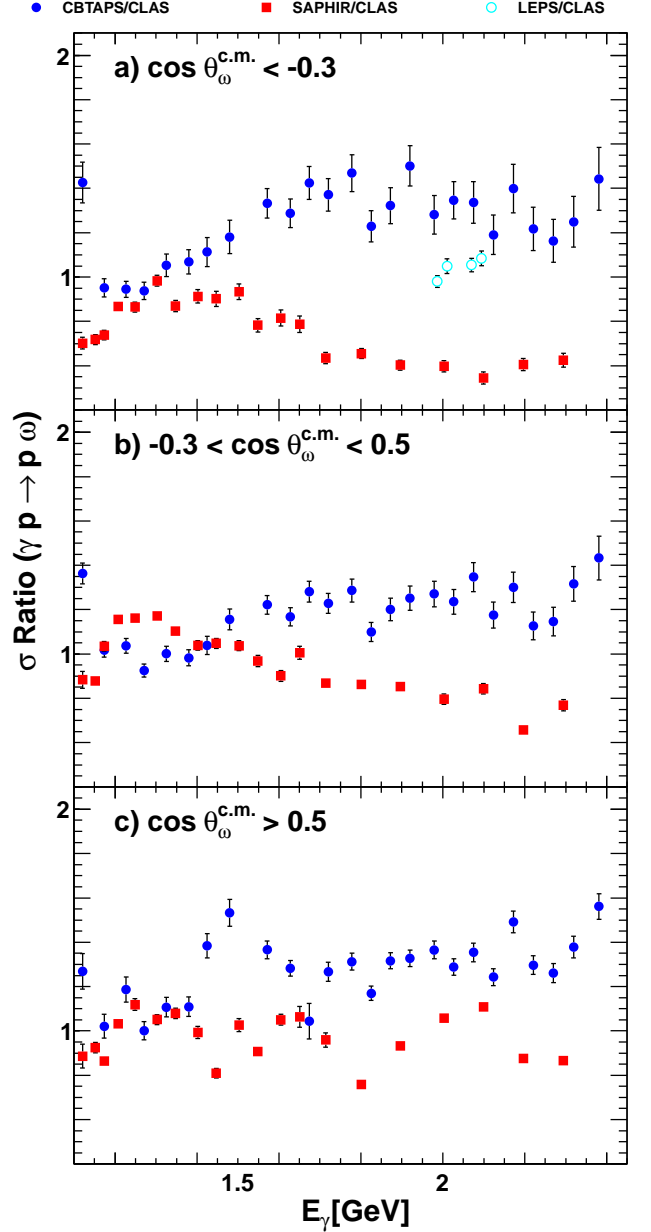 CBTAPS/CLAS SAPHIR/CLAS LEPS/CLAS
a) cos θ_ω^c.m. < -0.3
2
1
b) -0.3 < cos θ_ω^c.m. < 0.5
2
1
σ Ratio (γ p → p ω)
c) cos θ_ω^c.m. > 0.5
2
1
1.5 2
E_γ[GeV]